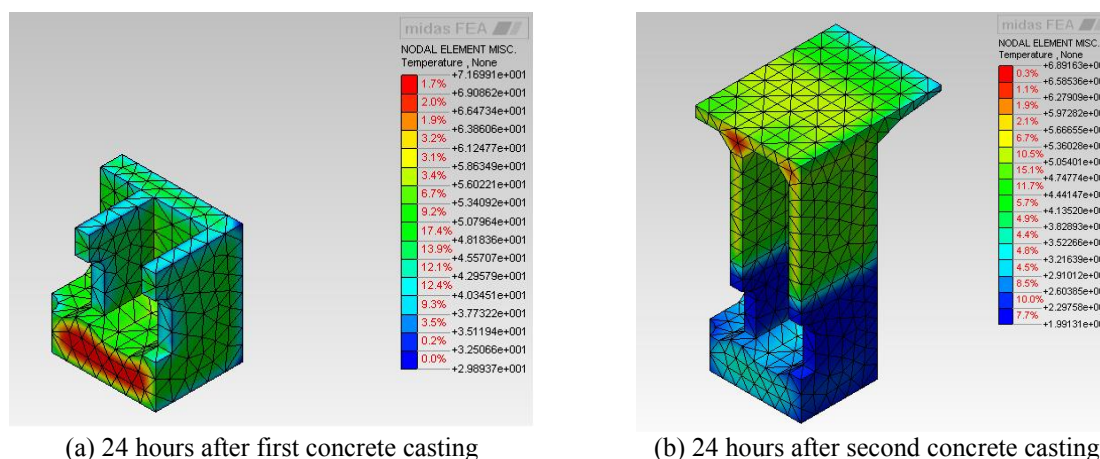 midas FEA
NODAL ELEMENT MISC.
Temperature , None
+7.16991e+001
1.7%
+6.90862e+001
2.0%
+6.64734e+001
1.9%
+6.38606e+001
3.2%
+6.12477e+001
3.1%
+5.86349e+001
3.4%
+5.60221e+001
6.7%
+5.34092e+001
9.2%
+5.07964e+001
17.4%
+4.81836e+001
13.9%
+4.55707e+001
12.1%
+4.29579e+001
12.4%
+4.03451e+001
9.3%
+3.77322e+001
3.5%
+3.51194e+001
0.2%
+3.25066e+001
0.0%
+2.98937e+001
(a) 24 hours after first concrete casting
midas FEA
NODAL ELEMENT MISC.
Temperature , None
+6.89163e+00
0.3%
+6.58536e+00
1.1%
+6.27909e+00
1.9%
+5.97282e+00
2.1%
+5.66655e+00
6.7%
+5.36028e+00
10.5%
+5.05401e+00
15.1%
+4.74774e+00
11.7%
+4.44147e+00
5.7%
+4.13520e+00
4.9%
+3.82893e+00
4.4%
+3.52266e+00
4.8%
+3.21639e+00
4.5%
+2.91012e+00
8.5%
+2.60385e+00
10.0%
+2.29758e+00
7.7%
+1.99131e+00
(b) 24 hours after second concrete casting